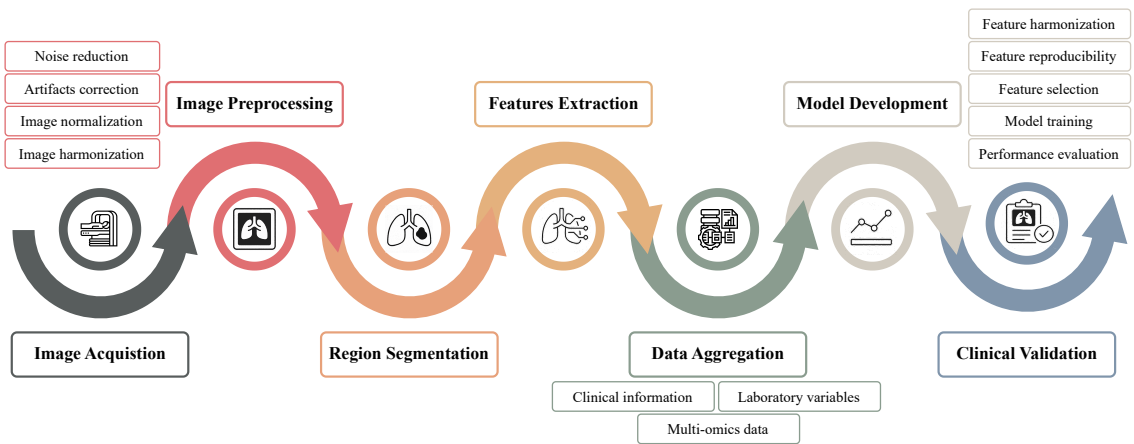 Noise reduction
Artifacts correction
Image normalization
Image harmonization
Image Preprocessing
Features Extraction
Model Development
Feature harmonization
Feature reproducibility
Feature selection
Model training
Performance evaluation
Image Acquistion
Region Segmentation
Data Aggregation
Clinical Validation
Clinical information
Laboratory variables
Multi-omics data